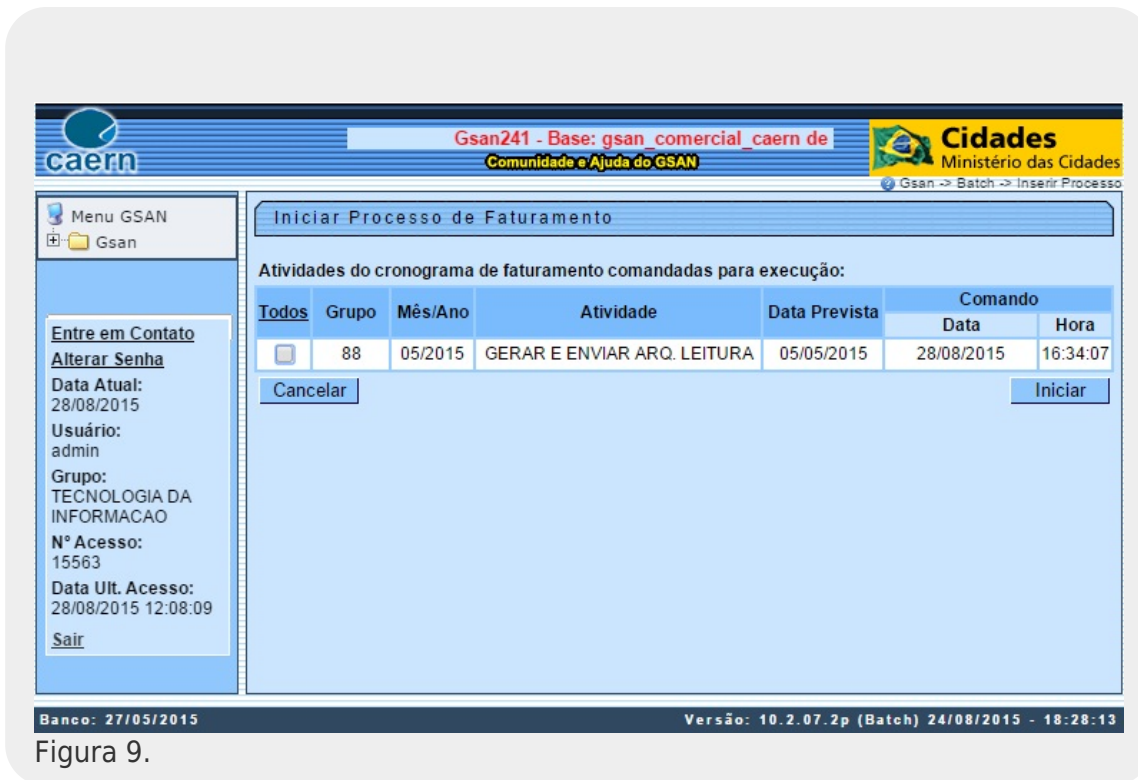 caern
Gsan241 - Base: gsan_comercial_caern de
Comunidade e Ajuda do GSAN
Cidades
Ministério das Cidades
Gsan -> Batch -> Inserir Processo
Menu GSAN
Gsan
Entre em Contato
Alterar Senha
Data Atual:
28/08/2015
Usuário:
admin
Grupo:
TECNOLOGIA DA
INFORMACAO
Nº Acesso:
15563
Data Ult. Acesso:
28/08/2015 12:08:09
Sair
Iniciar Processo de Faturamento
Atividades do cronograma de faturamento comandadas para execução:
Todos Grupo Mês/Ano Atividade Data Prevista Comando
Data Hora
88 05/2015 GERAR E ENVIAR ARQ. LEITURA 05/05/2015 28/08/2015 16:34:07
Cancelar Iniciar
Banco: 27/05/2015 Versão: 10.2.07.2p (Batch) 24/08/2015 - 18:28:13
Figura 9.